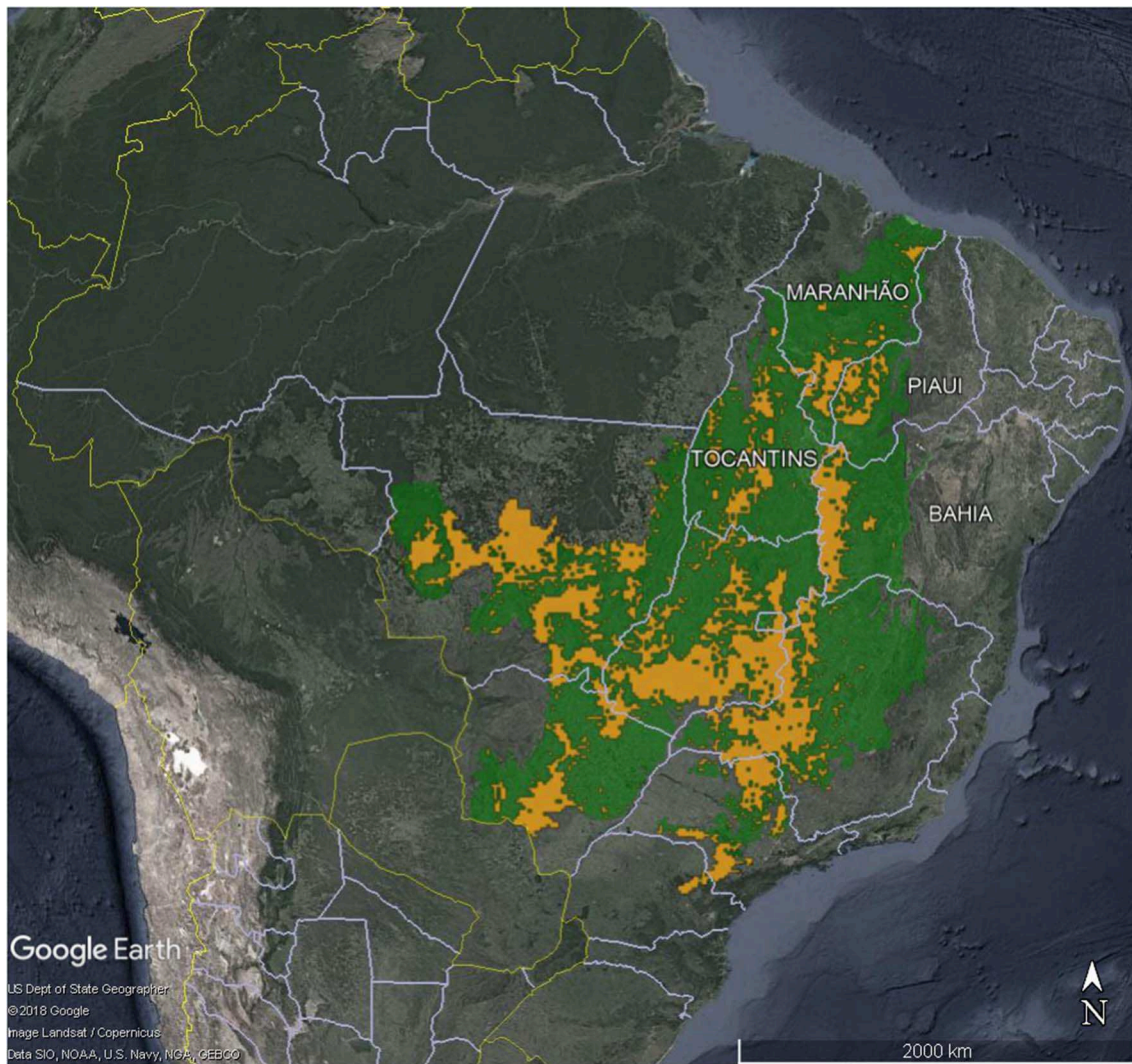 MARANHÃO
PIAUI
TOCANTINS
BAHIA
Google Earth
US Dept of State Geographer
©2018 Google
Image Landsat / Copernicus
Data SIO, NOAA, U.S. Navy, NGA, GEBCO
N
2000 km